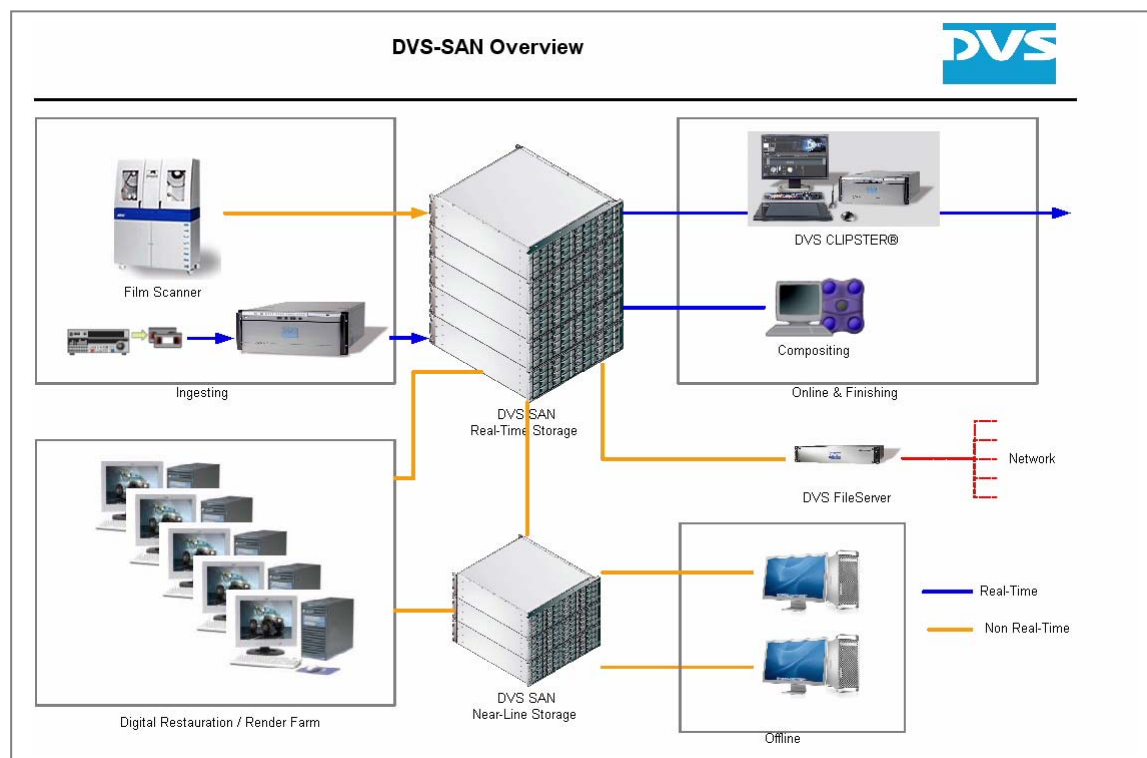 DVS-SAN Overview
DVS
Film Scanner
Ingesting
DVS SAN
Real-Time Storage
DVS CLIPSTER®
Compositing
Online & Finishing
DVS FileServer
Network
Digital Restauration / Render Farm
DVS SAN
Near-Line Storage
Offline
Real-Time
Non Real-Time